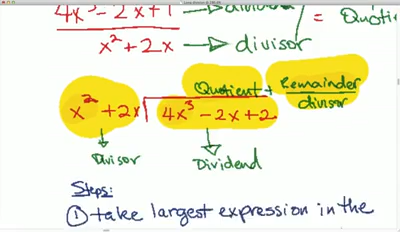 4x³ - 2x + 1 → dividend
x² + 2x → divisor
= Quotie
Quotient + Remainder/divisor
x² + 2x 4x³ - 2x + 2
Divisor Dividend
Steps:
① take largest expression in the